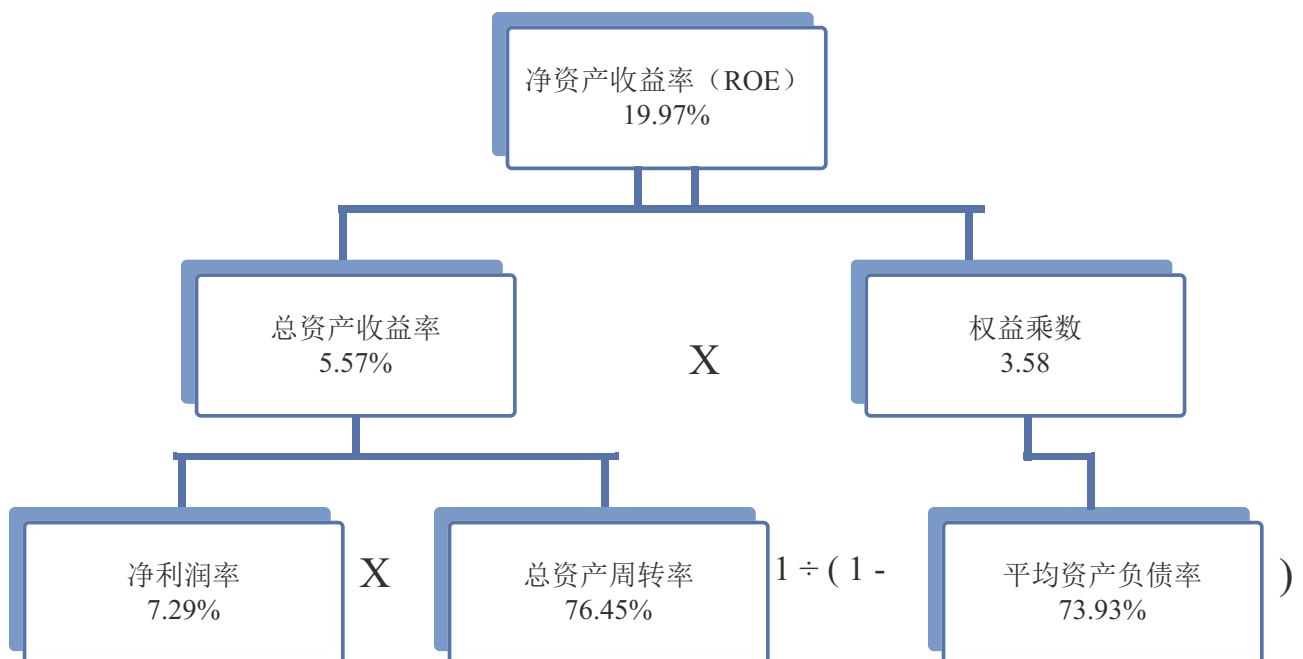 净资产收益率（ROE）
19.97%
总资产收益率
5.57%
X
权益乘数
3.58
净利润率
7.29%
X
总资产周转率
76.45%
1 ÷ ( 1 -
平均资产负债率
73.93%
)